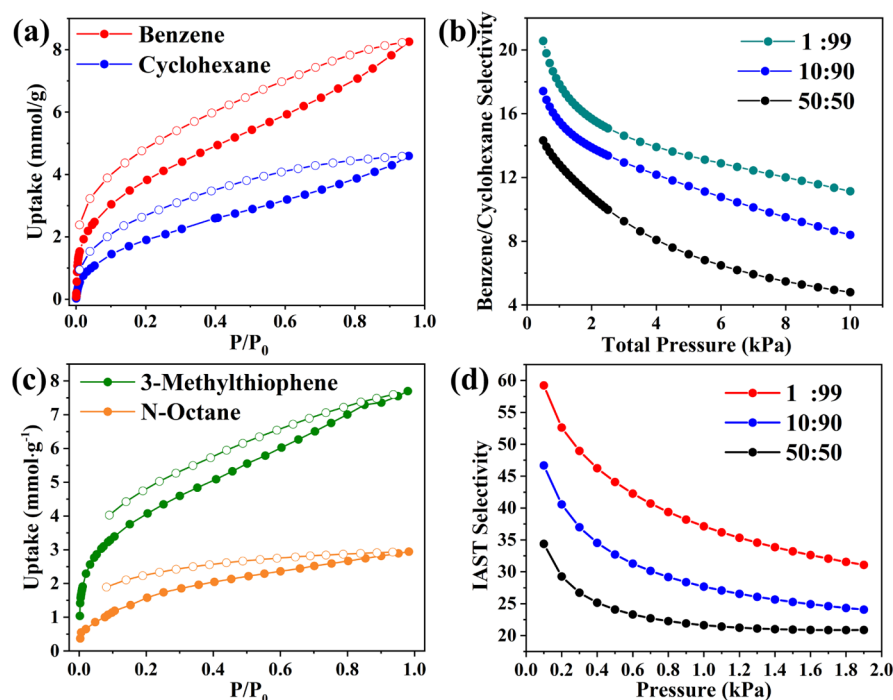 (a)
Benzene
Cyclohexane
Uptake (mmol/g)
8
6
4
2
0
0.0 0.2 0.4 0.6 0.8 1.0
P/P0
(b)
1 :99
10:90
50:50
Benzene/Cyclohexane Selectivity
20
16
12
8
4
2 4 6 8 10
Total Pressure (kPa)
(c)
3-Methylthiophene
N-Octane
Uptake (mmol·g-1)
8
7
6
5
4
3
2
1
0
0.0 0.2 0.4 0.6 0.8 1.0
P/P0
(d)
1 :99
10:90
50:50
IAST Selectivity
60
55
50
45
40
35
30
25
20
0.0 0.2 0.4 0.6 0.8 1.0 1.2 1.4 1.6 1.8 2.0
Pressure (kPa)